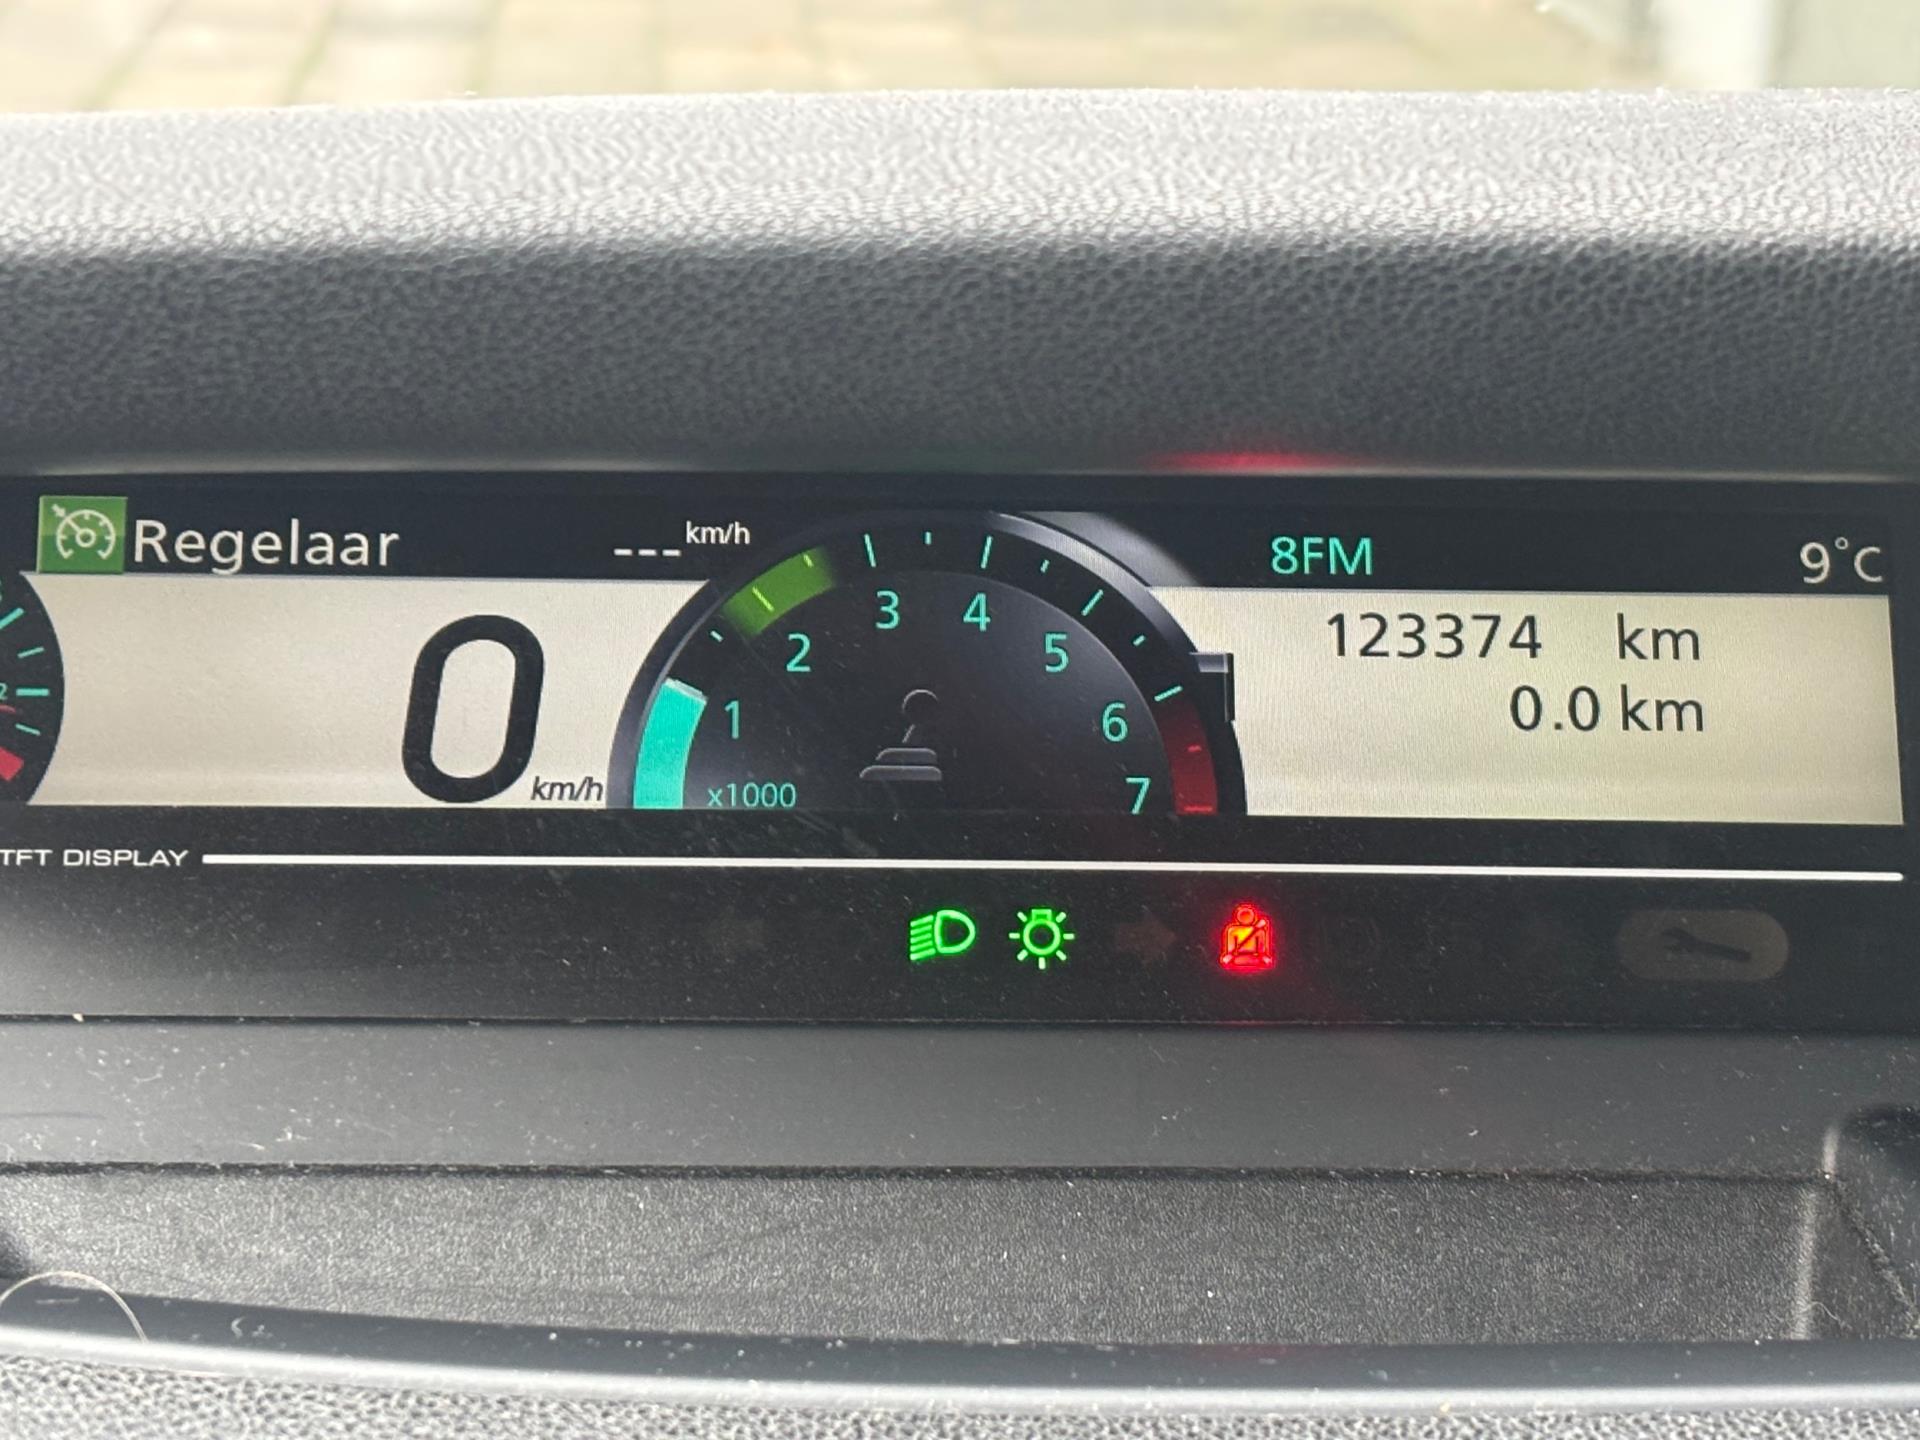 Regelaar
--- km/h
8FM
9°C
123374 km
0.0 km
0 km/h
1
2
3
4
5
6
7
x1000
2
TFT DISPLAY